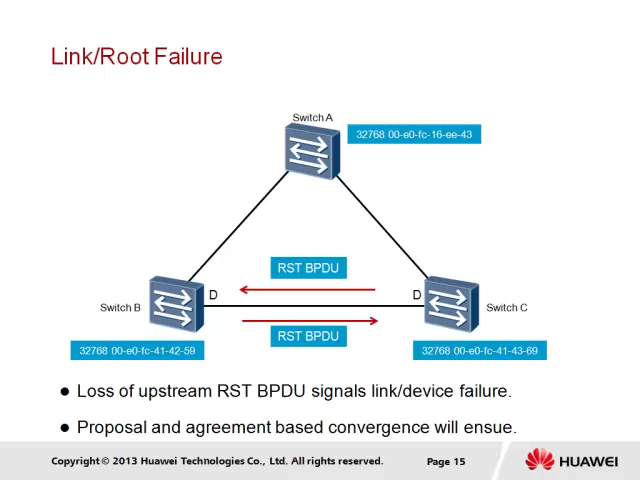 Link/Root Failure
Switch A
32768 00-e0-fc-16-ee-43
RST BPDU
D
D
Switch B
Switch C
RST BPDU
32768 00-e0-fc-41-42-59
32768 00-e0-fc-41-43-69
● Loss of upstream RST BPDU signals link/device failure.
● Proposal and agreement based convergence will ensue.
Copyright © 2013 Huawei Technologies Co., Ltd. All rights reserved.
Page 15
HUAWEI